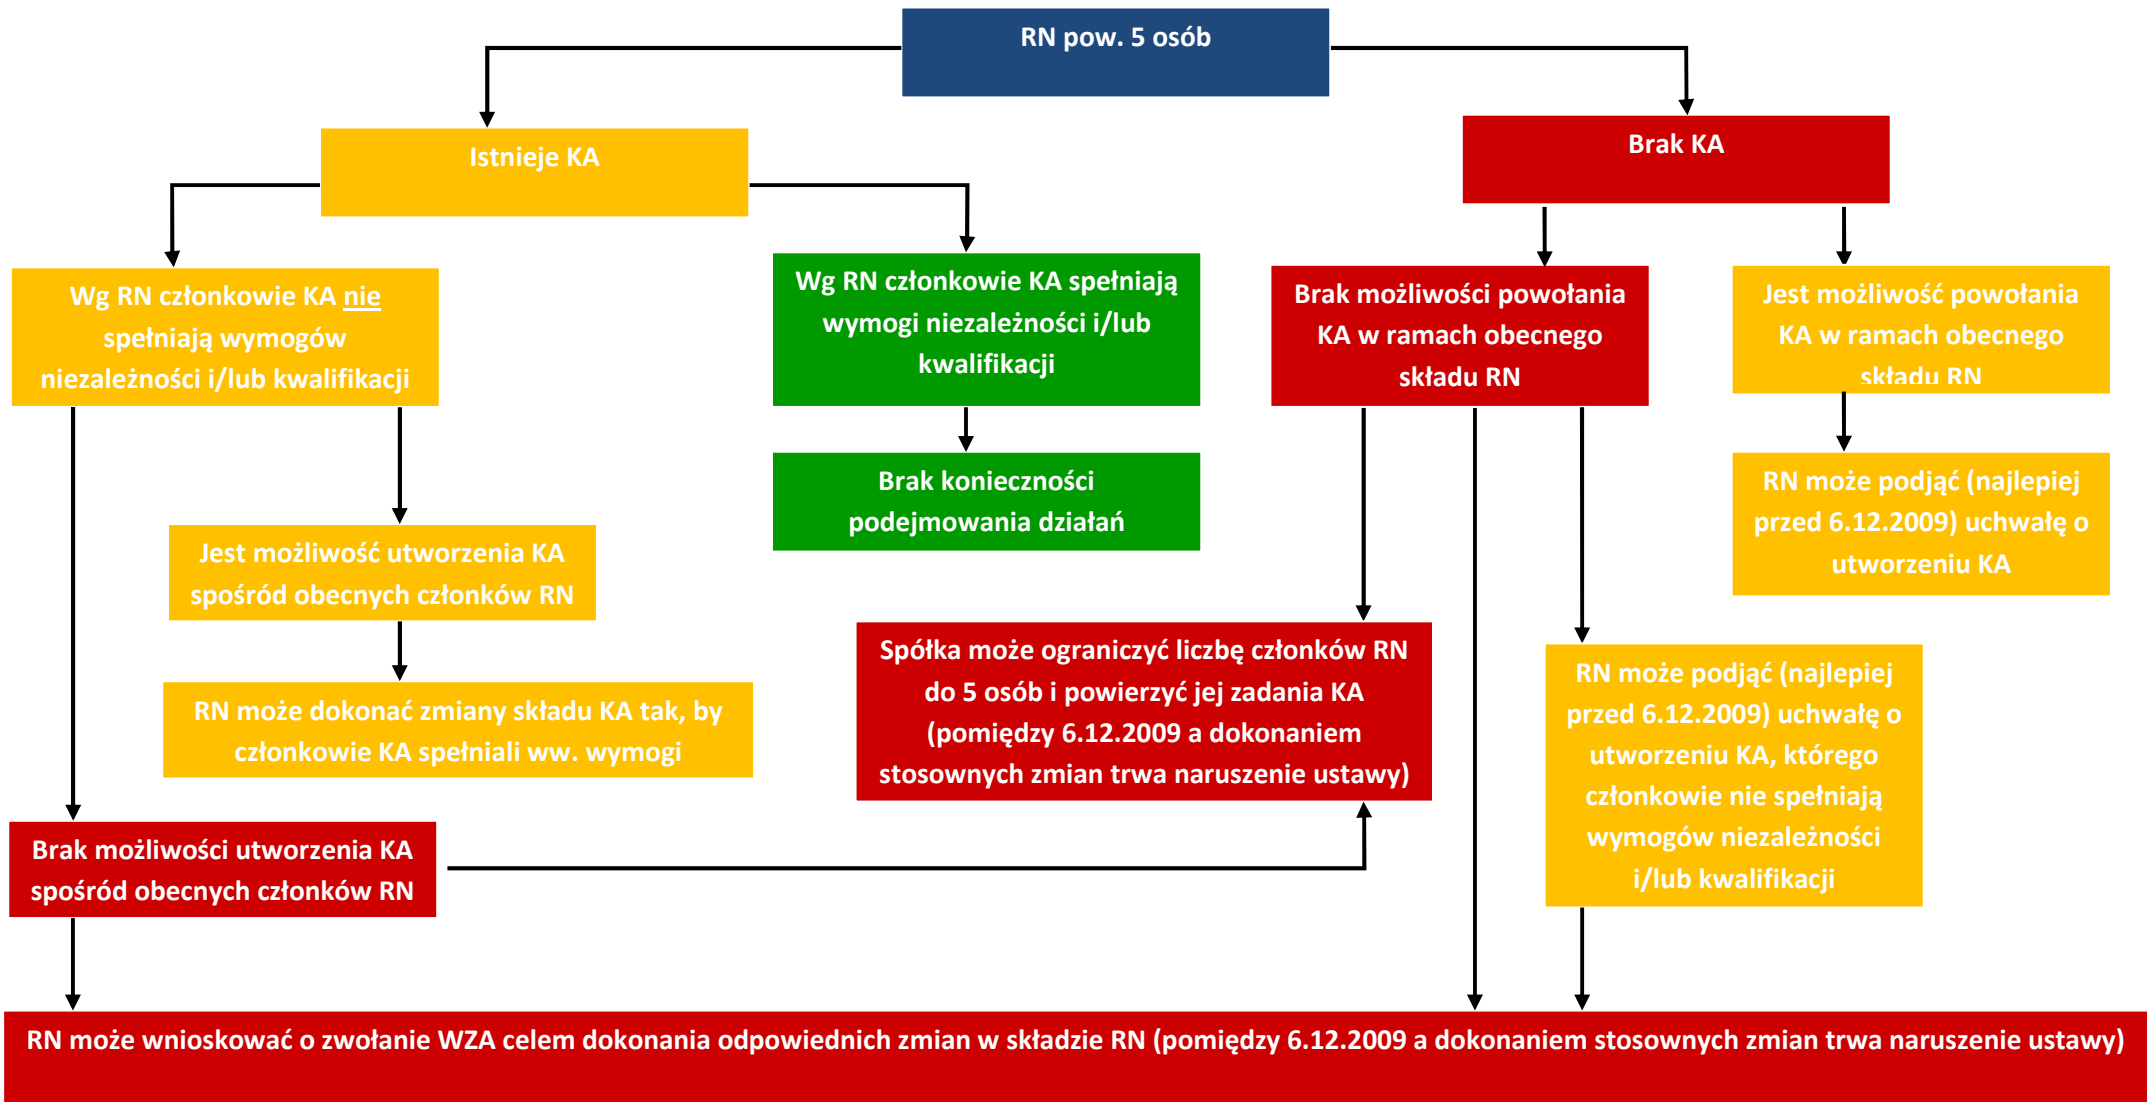 RN pow. 5 osób
Istnieje KA
Brak KA
Wg RN członkowie KA nie
spełniają wymogów
niezależności i/lub kwalifikacji
Wg RN członkowie KA spełniają
wymogi niezależności i/lub
kwalifikacji
Brak możliwości powołania
KA w ramach obecnego
składu RN
Jest możliwość powołania
KA w ramach obecnego
składu RN
Brak konieczności
podejmowania działań
RN może podjąć (najlepiej
przed 6.12.2009) uchwałę o
utworzeniu KA
Jest możliwość utworzenia KA
spośród obecnych członków RN
RN może dokonać zmiany składu KA tak, by
członkowie KA spełniali ww. wymogi
Spółka może ograniczyć liczbę członków RN
do 5 osób i powierzyć jej zadania KA
(pomiędzy 6.12.2009 a dokonaniem
stosownych zmian trwa naruszenie ustawy)
RN może podjąć (najlepiej
przed 6.12.2009) uchwałę o
utworzeniu KA, którego
członkowie nie spełniają
wymogów niezależności
i/lub kwalifikacji
Brak możliwości utworzenia KA
spośród obecnych członków RN
RN może wnioskować o zwołanie WZA celem dokonania odpowiednich zmian w składzie RN (pomiędzy 6.12.2009 a dokonaniem stosownych zmian trwa naruszenie ustawy)